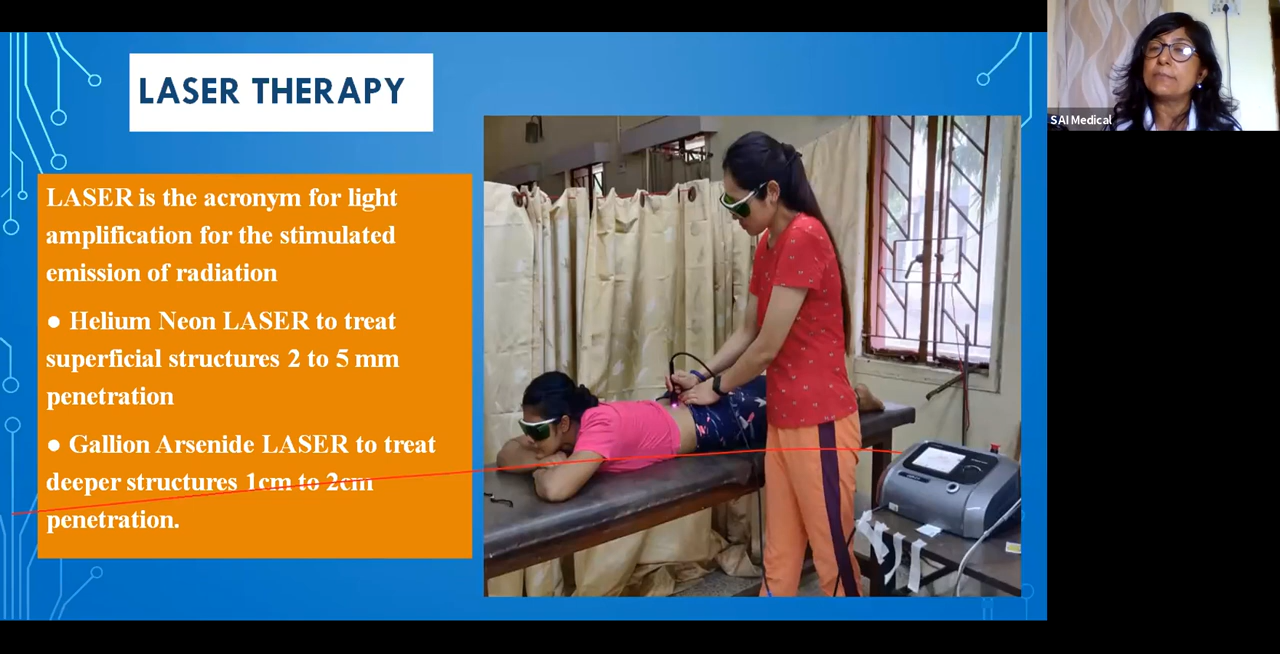 LASER THERAPY
LASER is the acronym for light
amplification for the stimulated
emission of radiation
● Helium Neon LASER to treat
superficial structures 2 to 5 mm
penetration
● Gallion Arsenide LASER to treat
deeper structures 1cm to 2cm
penetration.
SAI Medical